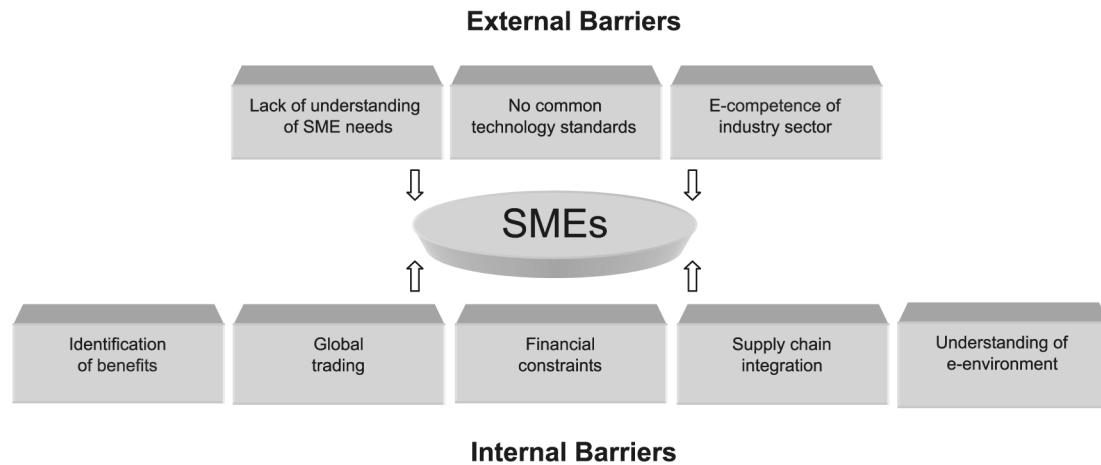 External Barriers
Lack of understanding
of SME needs
No common
technology standards
E-competence of
industry sector
SMEs
Identification
of benefits
Global
trading
Financial
constraints
Supply chain
integration
Understanding of
e-environment
Internal Barriers